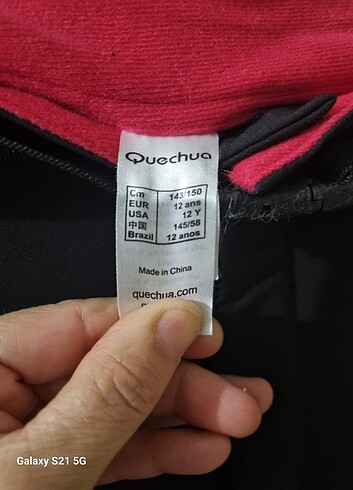 Quechua
Cm 143/150
EUR 12 ans
USA 12 Y
中国 145/58
Brazil 12 anos
Made in China
quechua.com
Galaxy S21 5G